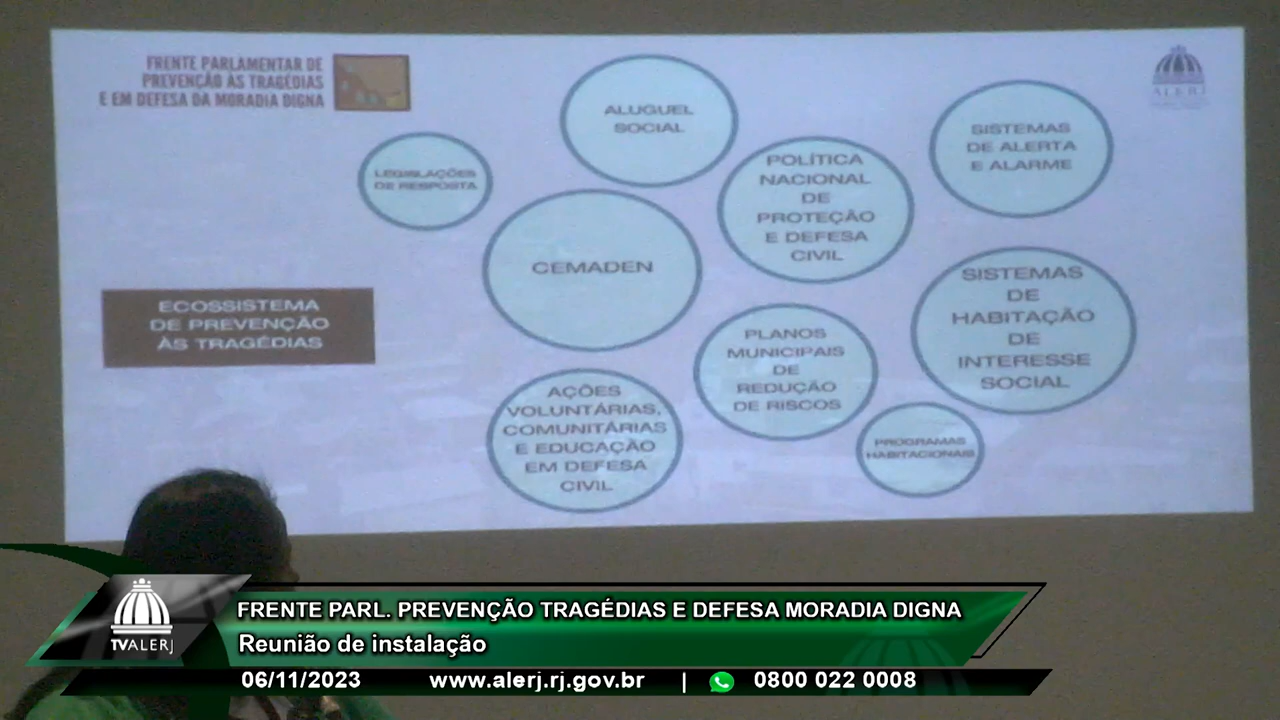 FRENTE PARLAMENTAR DE
PREVENÇÃO ÀS TRAGÉDIAS
E EM DEFESA DA MORADIA DIGNA
ALERJ
ALUGUEL
SOCIAL
SISTEMAS
DE ALERTA
E ALARME
LEGISLAÇÕES
DE RESPOSTA
POLÍTICA
NACIONAL
DE
PROTEÇÃO
E DEFESA
CIVIL
CEMADEN
SISTEMAS
DE
HABITAÇÃO
DE
INTERESSE
SOCIAL
ECOSSISTEMA
DE PREVENÇÃO
ÀS TRAGÉDIAS
PLANOS
MUNICIPAIS
DE
REDUÇÃO
DE RISCOS
AÇÕES
VOLUNTÁRIAS,
COMUNITÁRIAS
E EDUCAÇÃO
EM DEFESA
CIVIL
PROGRAMAS
HABITACIONAIS
TVALERJ
FRENTE PARL. PREVENÇÃO TRAGÉDIAS E DEFESA MORADIA DIGNA
Reunião de instalação
06/11/2023 www.alerj.rj.gov.br | 0800 022 0008